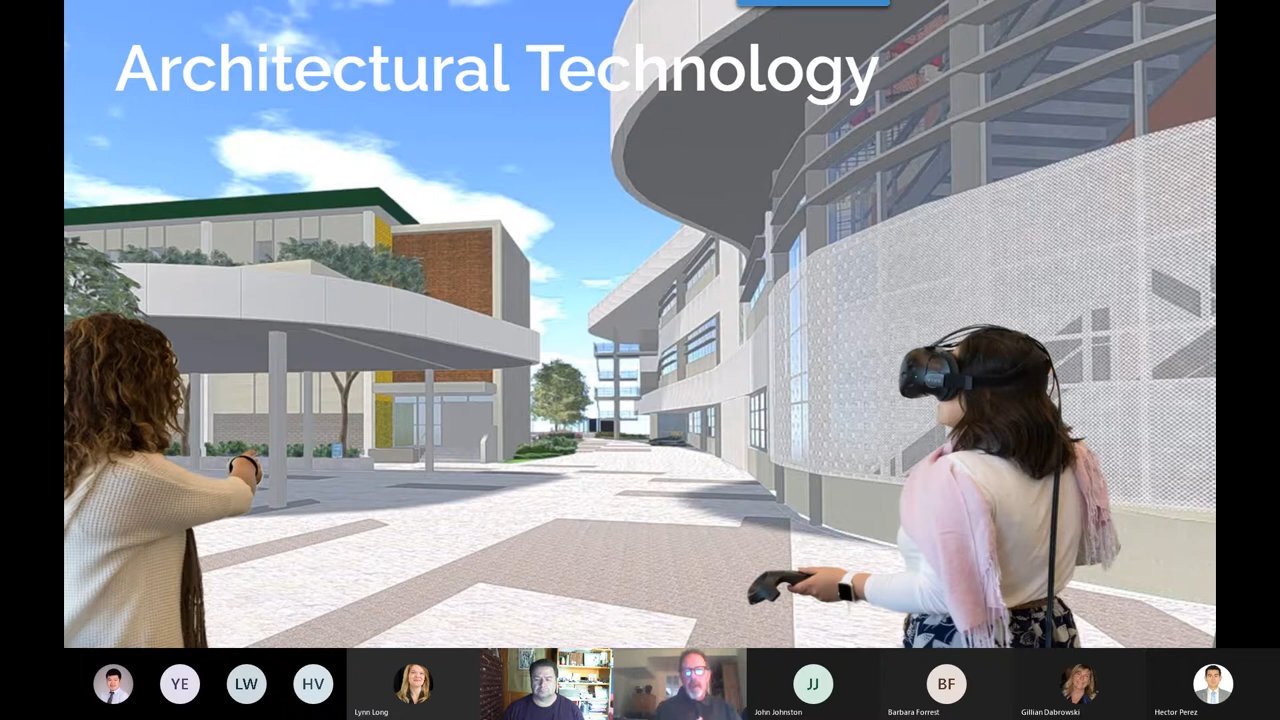 Architectural Technology
YE
LW
HV
Lynn Long
JJ
John Johnston
BF
Barbara Forrest
Gillian Dabrowski
Hector Perez